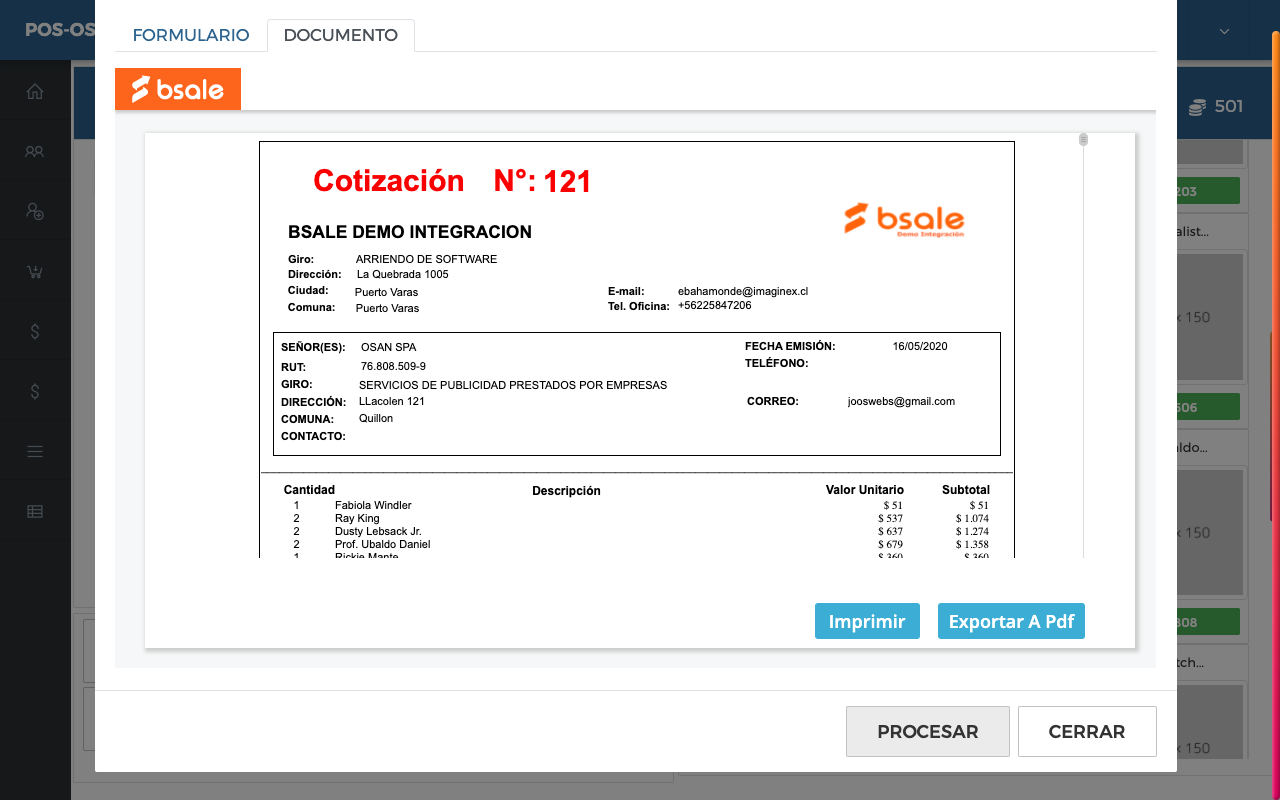 POS-OS
FORMULARIO DOCUMENTO
bsale
501
Cotización N°: 121
bsale
Demo Integración
BSALE DEMO INTEGRACION
Giro: ARRIENDO DE SOFTWARE
Dirección: La Quebrada 1005
Ciudad: Puerto Varas E-mail: ebahamonde@imaginex.cl
Comuna: Puerto Varas Tel. Oficina: +56225847206
SEÑOR(ES): OSAN SPA FECHA EMISIÓN: 16/05/2020
RUT: 76.808.509-9 TELÉFONO:
GIRO: SERVICIOS DE PUBLICIDAD PRESTADOS POR EMPRESAS
DIRECCIÓN: LLacolen 121 CORREO: jooswebs@gmail.com
COMUNA: Quillon
CONTACTO:
Cantidad Descripción Valor Unitario Subtotal
1 Fabiola Windler $ 51 $ 51
2 Ray King $ 537 $ 1.074
2 Dusty Lebsack Jr. $ 637 $ 1.274
2 Prof. Ubaldo Daniel $ 679 $ 1.358
1 Rickie Mante $ 360 $ 360
203
alist...
x 150
606
ldo...
x 150
808
tch...
x 150
Imprimir Exportar A Pdf
PROCESAR CERRAR